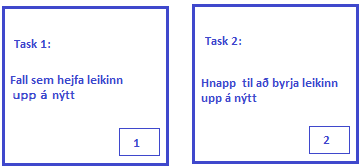 Task 1:
Fall sem hejfa leikinn
upp á nýtt
1
Task 2:
Hnapp til að byrja leikinn
upp á nýtt
2